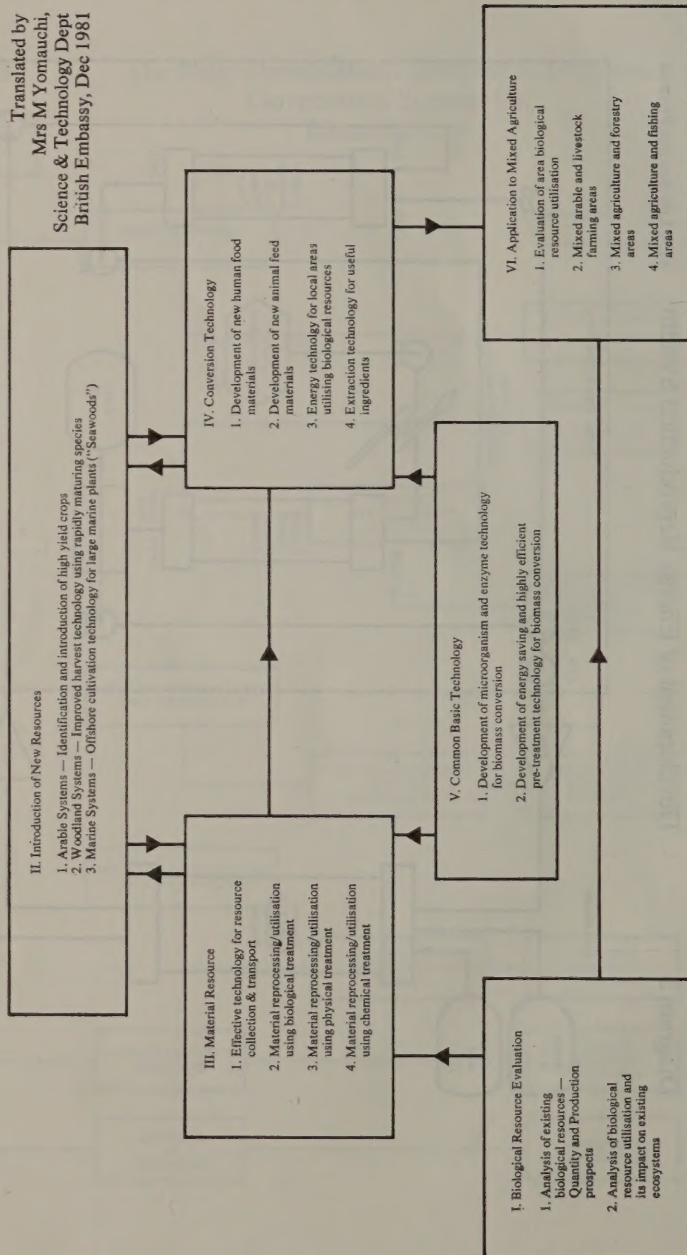 Translated by
Mrs M Yomauchi,
Science & Technology Dept
British Embassy, Dec 1981
II. Introduction of New Resources
1. Arable Systems — Identification and introduction of high yield crops
2. Woodland Systems — Improved harvest technology using rapidly maturing species
3. Marine Systems — Offshore cultivation technology for large marine plants ("Seawoods")
III. Material Resource
1. Effective technology for resource
collection & transport
2. Material reprocessing/utilisation
using biological treatment
3. Material reprocessing/utilisation
using physical treatment
4. Material reprocessing/utilisation
using chemical treatment
IV. Conversion Technology
1. Development of new human food
materials
2. Development of new animal feed
materials
3. Energy technolgy for local areas
utilising biological resources
4. Extraction technology for useful
ingredients
V. Common Basic Technology
1. Development of microorganism and enzyme technology
for biomass conversion
2. Development of energy saving and highly efficient
pre-treatment technology for biomass conversion
I. Biological Resource Evaluation
1. Analysis of existing
biological resources —
Quantity and Production
prospects
2. Analysis of biological
resource utilisation and
its impact on existing
ecosystems
VI. Application to Mixed Agriculture
1. Evaluation of area biological
resource utilisation
2. Mixed arable and livestock
farming areas
3. Mixed agriculture and forestry
areas
4. Mixed agriculture and fishing
areas